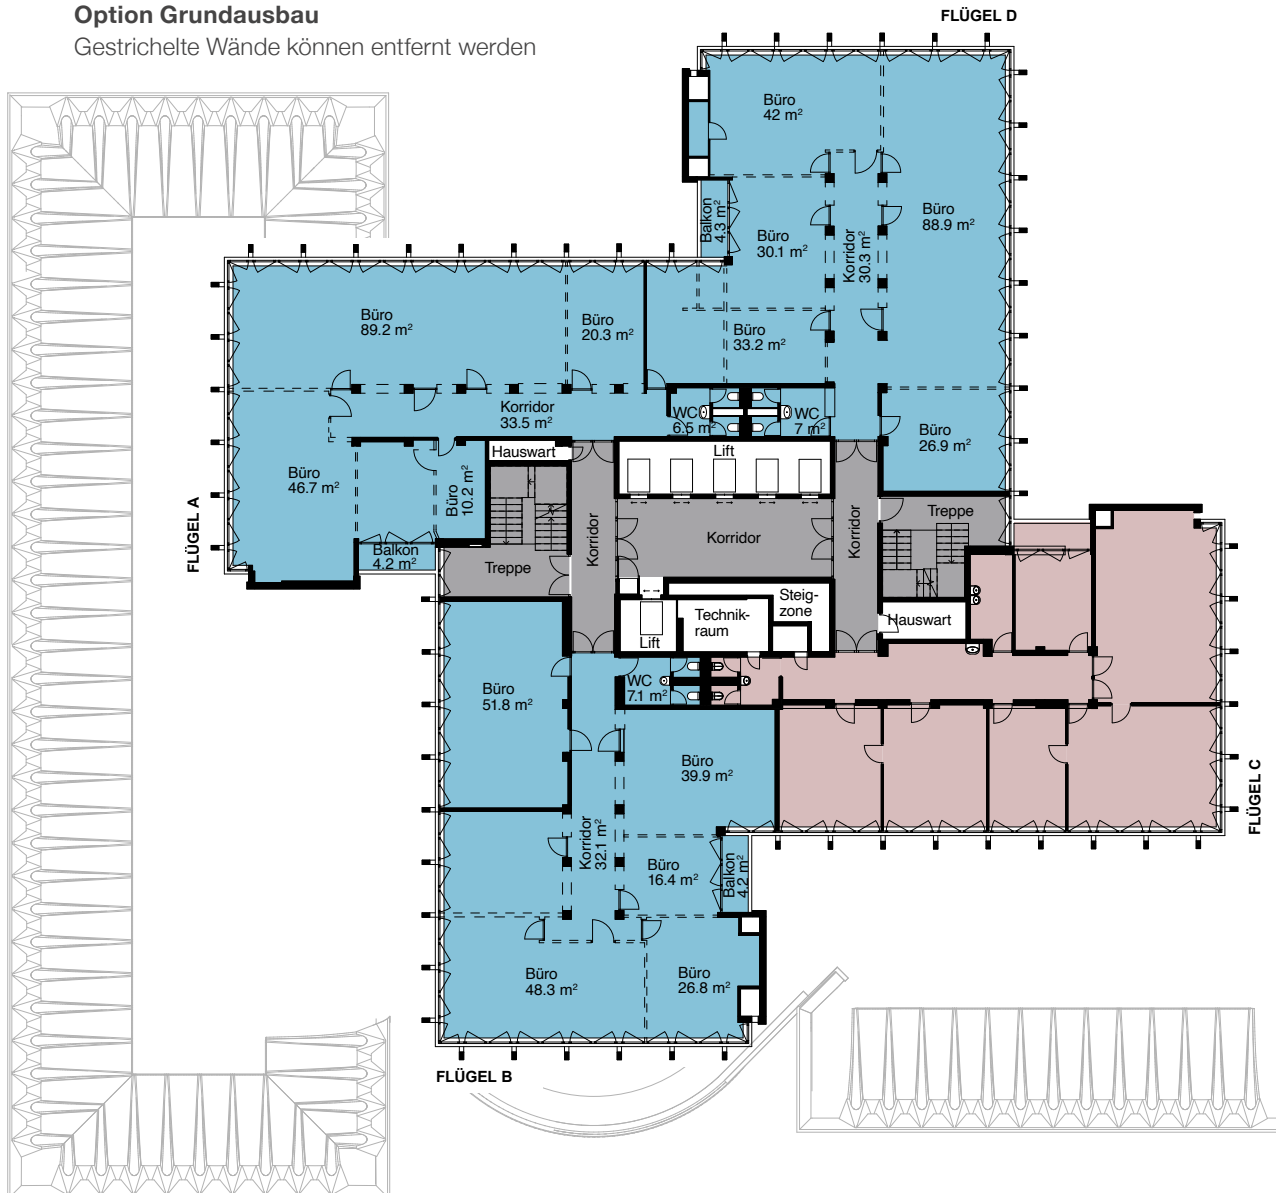 Option Grundausbau
Gestrichelte Wände können entfernt werden
FLÜGEL D
Büro
42 m²
Büro
88.9 m²
Balkon
4.3 m²
Büro
30.1 m²
Korridor
30.3 m²
Büro
89.2 m²
Büro
20.3 m²
Büro
33.2 m²
Korridor
33.5 m²
WC
6.5 m²
WC
7 m²
Büro
26.9 m²
Hauswart
Lift
Büro
46.7 m²
Büro
10.2 m²
FLÜGEL A
Balkon
4.2 m²
Treppe
Korridor
Korridor
Korridor
Treppe
Steig-
zone
Technik-
raum
Lift
Hauswart
Büro
51.8 m²
WC
7.1 m²
Büro
39.9 m²
FLÜGEL C
Korridor
32.1 m²
Büro
16.4 m²
Balkon
4.2 m²
Büro
48.3 m²
Büro
26.8 m²
FLÜGEL B